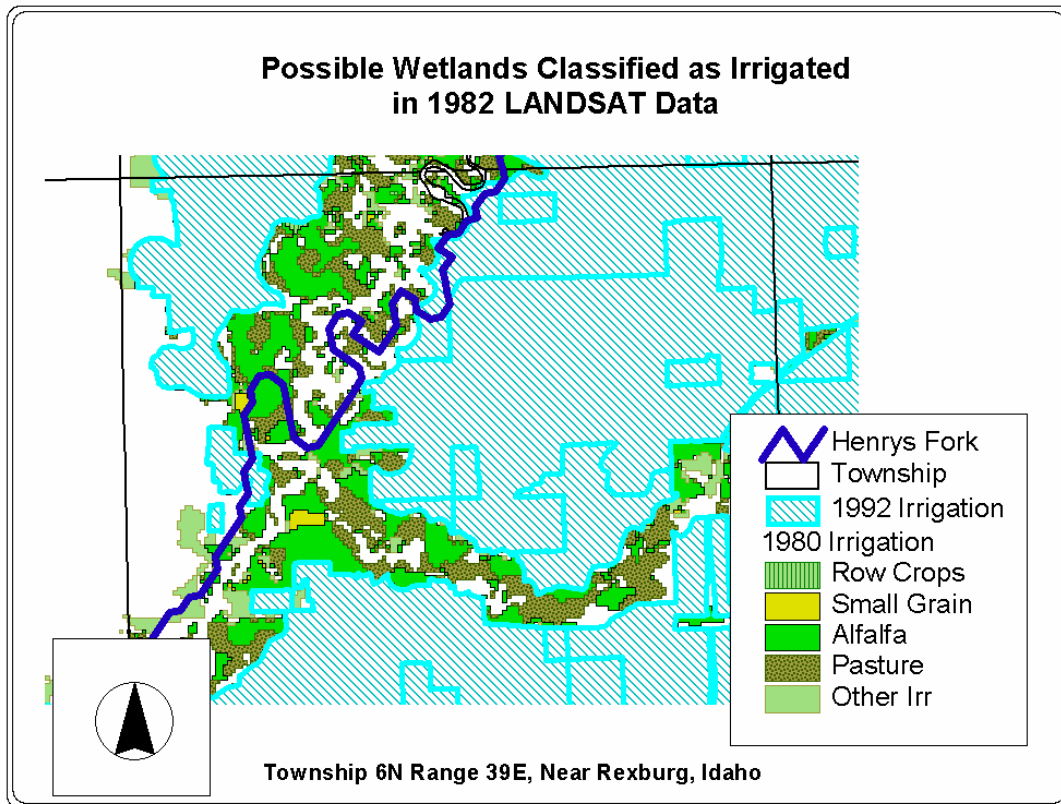 Possible Wetlands Classified as Irrigated
in 1982 LANDSAT Data
Henrys Fork
Township
1992 Irrigation
1980 Irrigation
Row Crops
Small Grain
Alfalfa
Pasture
Other Irr
Township 6N Range 39E, Near Rexburg, Idaho